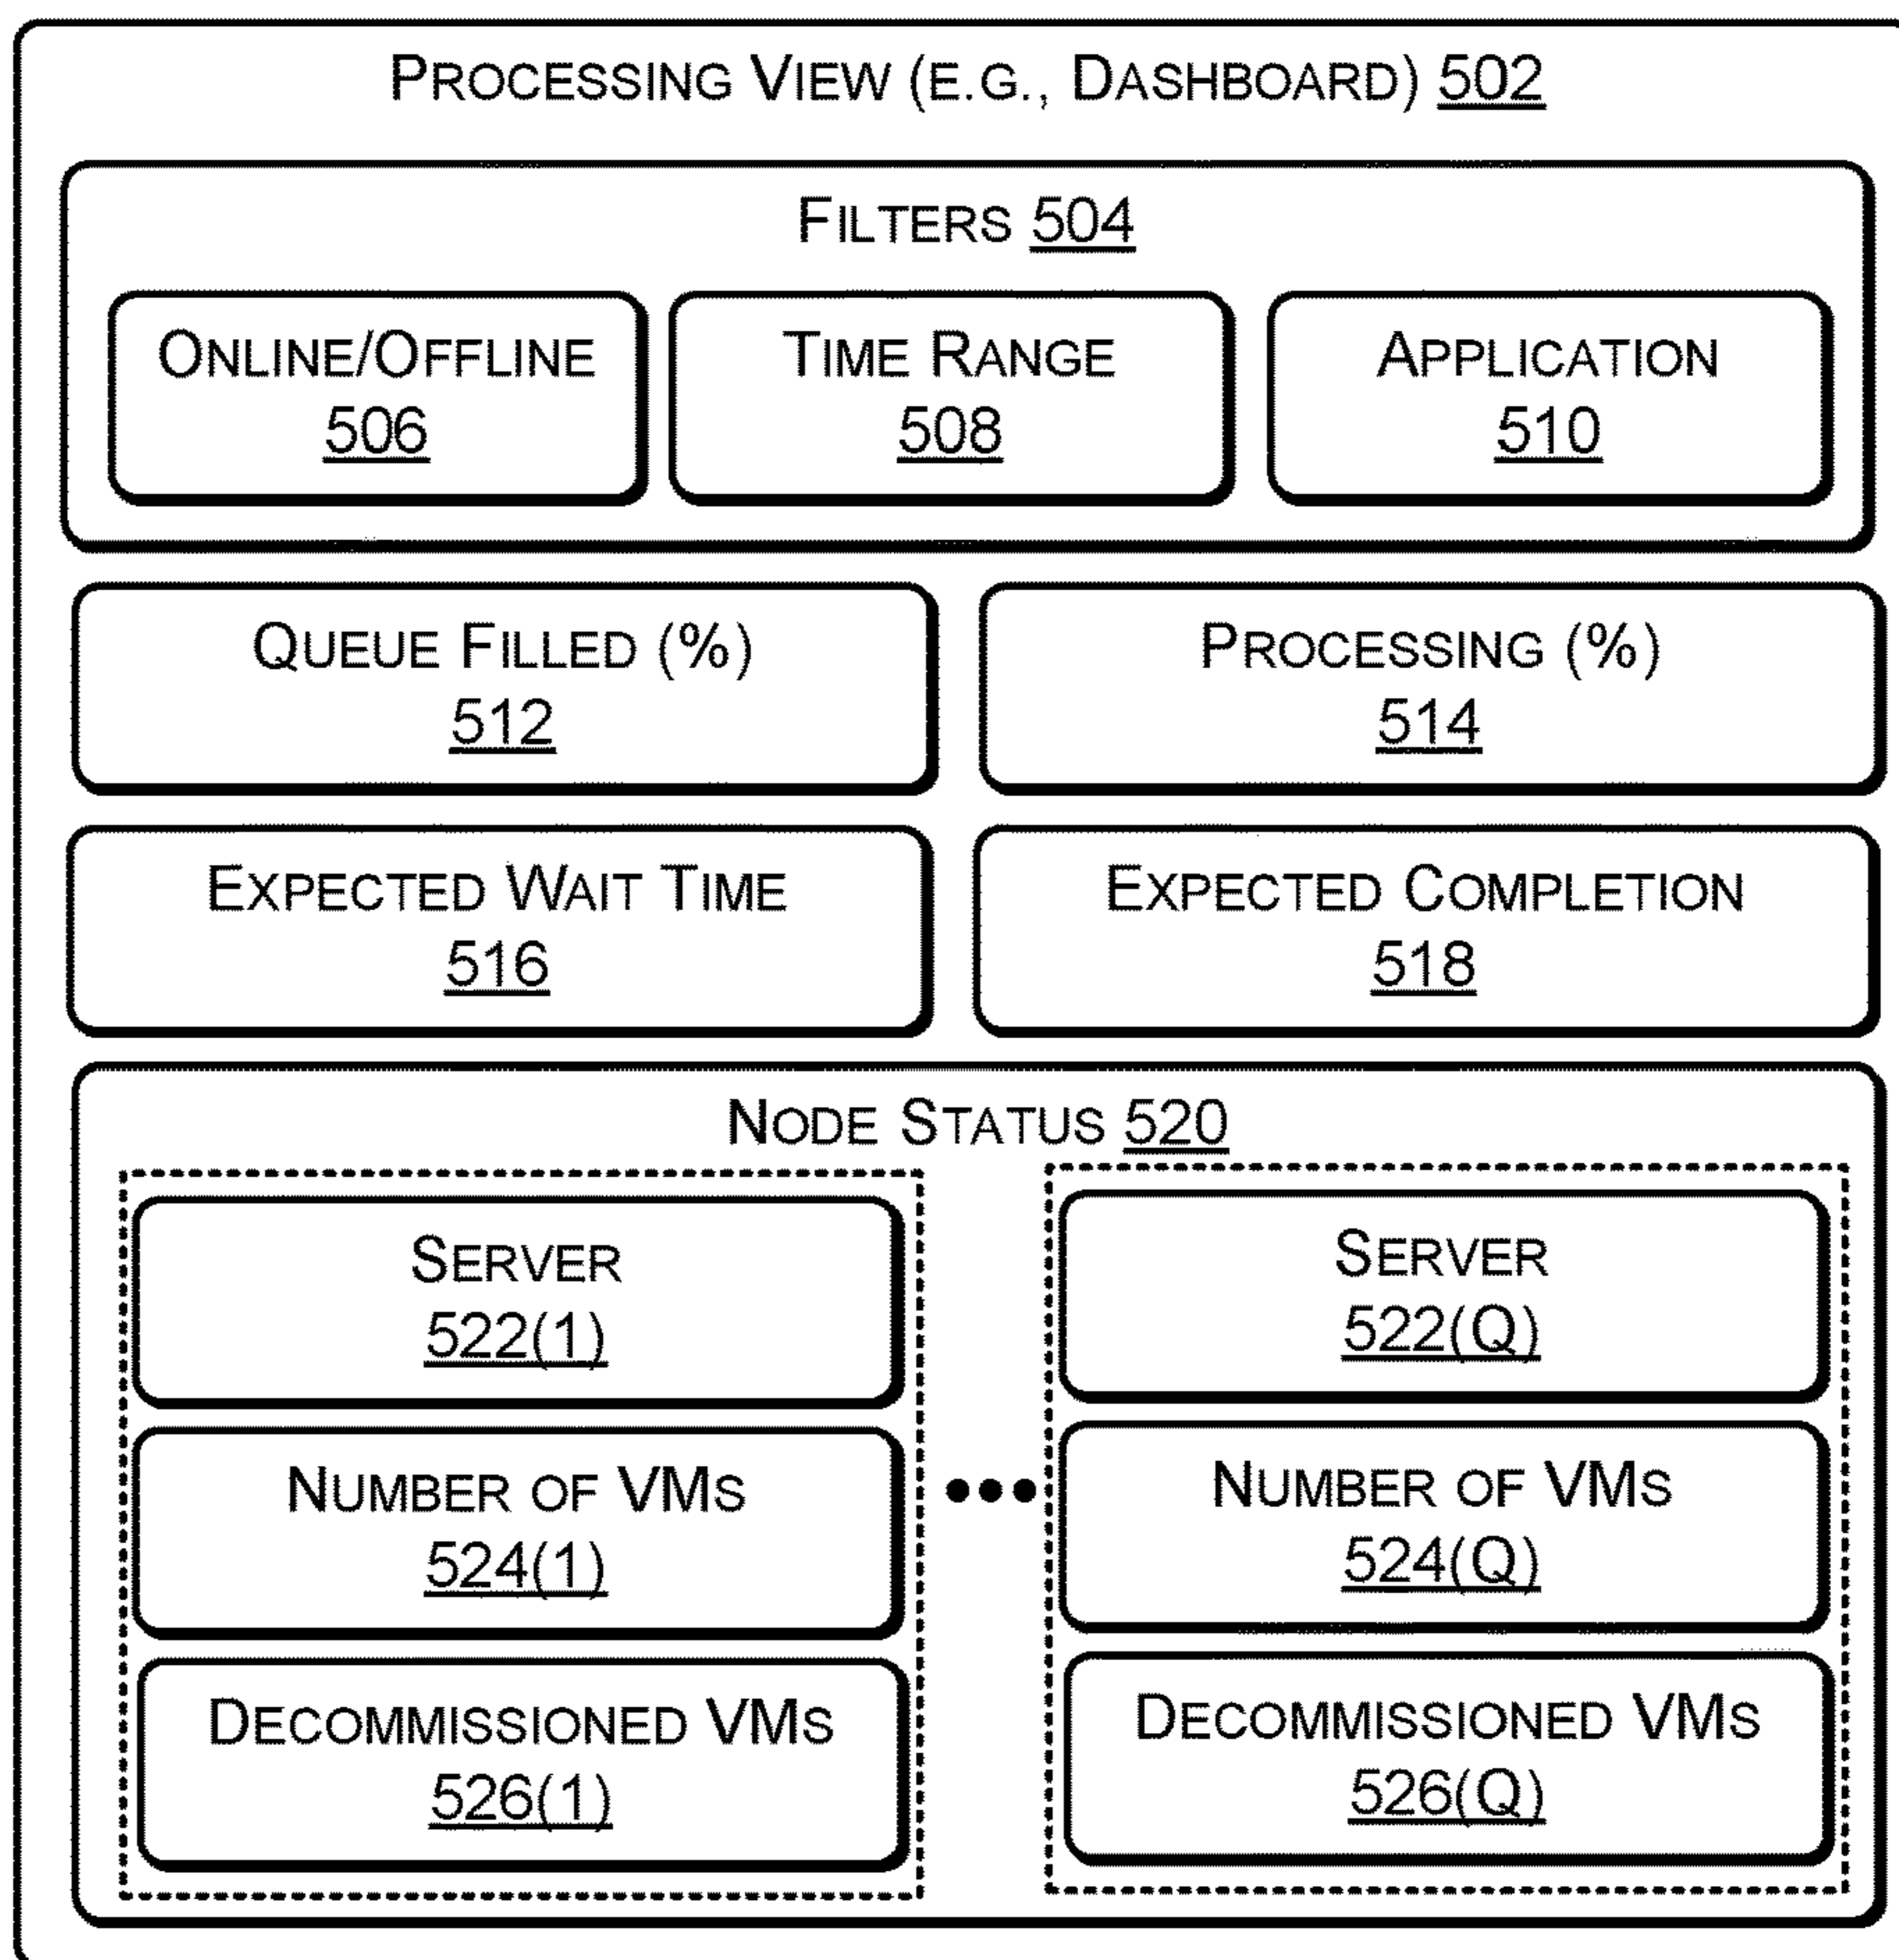 PROCESSING VIEW (E.G., DASHBOARD) 502
FILTERS 504
ONLINE/OFFLINE
506
TIME RANGE
508
APPLICATION
510
QUEUE FILLED (%)
512
PROCESSING (%)
514
EXPECTED WAIT TIME
516
EXPECTED COMPLETION
518
NODE STATUS 520
SERVER
522(1)
NUMBER OF VMS
524(1)
DECOMMISSIONED VMS
526(1)
•••
SERVER
522(Q)
NUMBER OF VMS
524(Q)
DECOMMISSIONED VMS
526(Q)